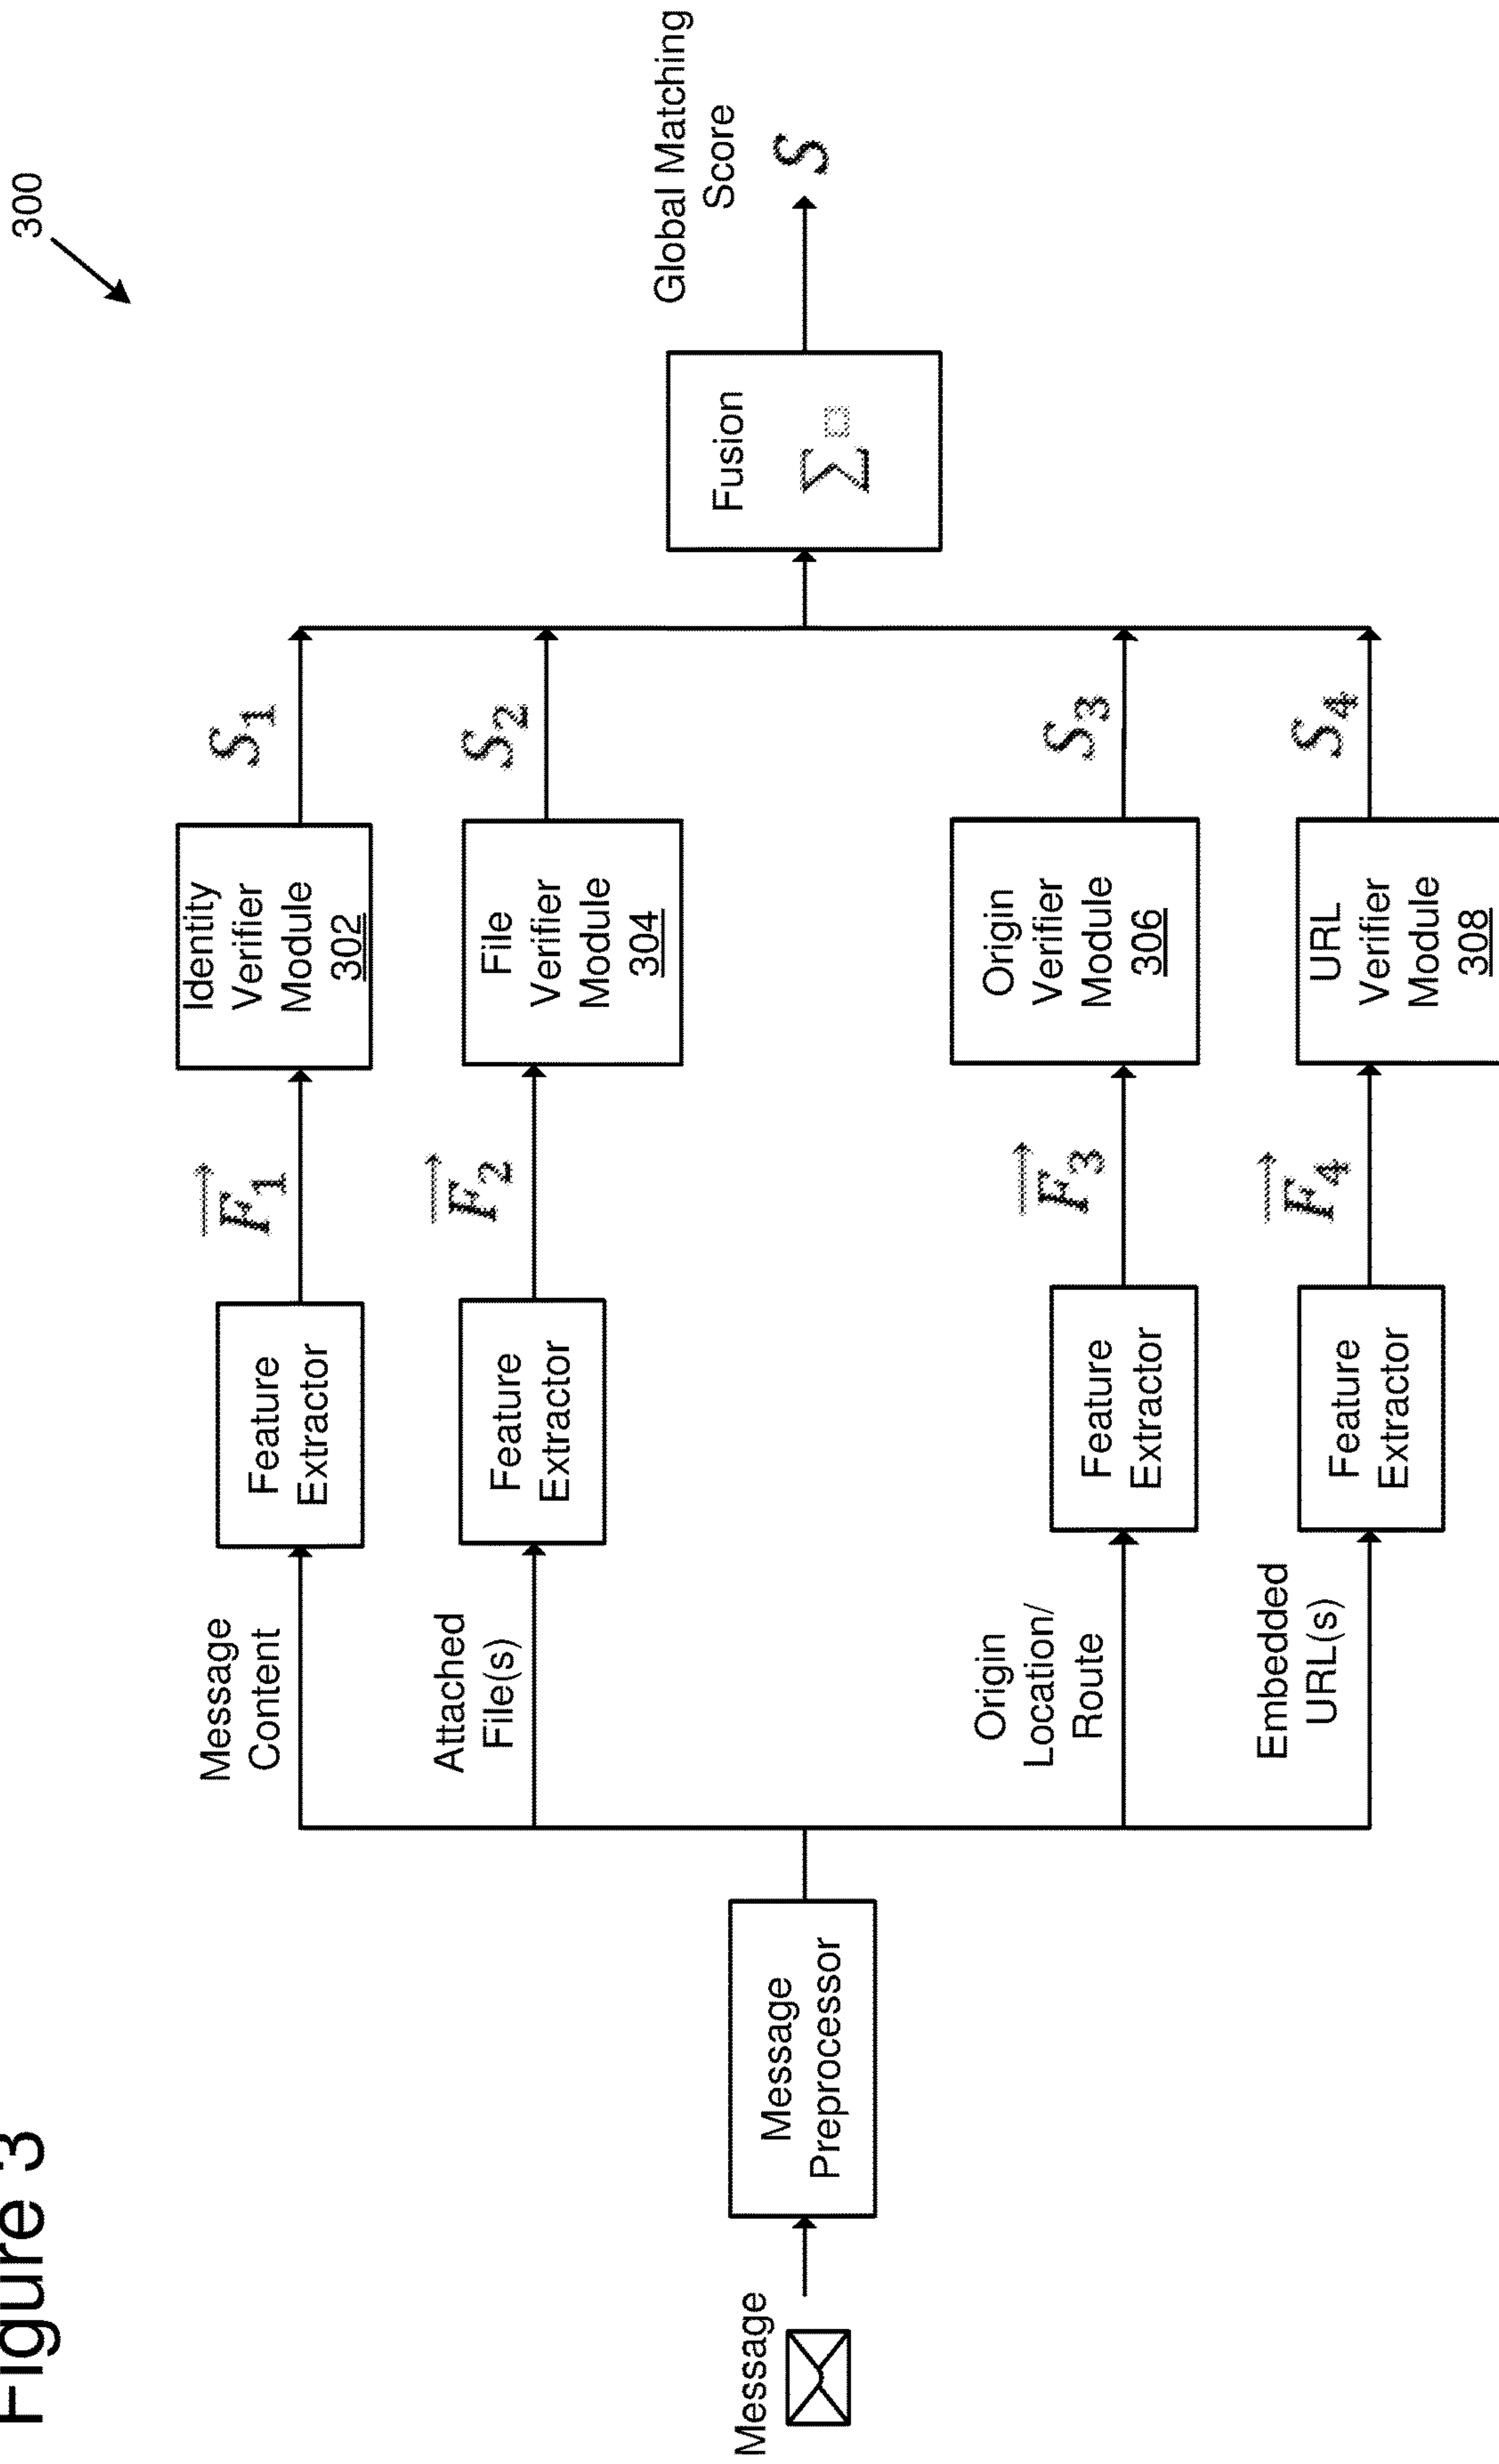 Figure 3
300
Message
Message
Preprocessor
Message
Content
Attached
File(s)
Origin
Location/
Route
Embedded
URL(s)
Feature
Extractor
Feature
Extractor
Feature
Extractor
Feature
Extractor
F₁
F₂
F₃
F₄
Identity
Verifier
Module
302
File
Verifier
Module
304
Origin
Verifier
Module
306
URL
Verifier
Module
308
S₁
S₂
S₃
S₄
Fusion
Σ □
Global Matching
Score
S